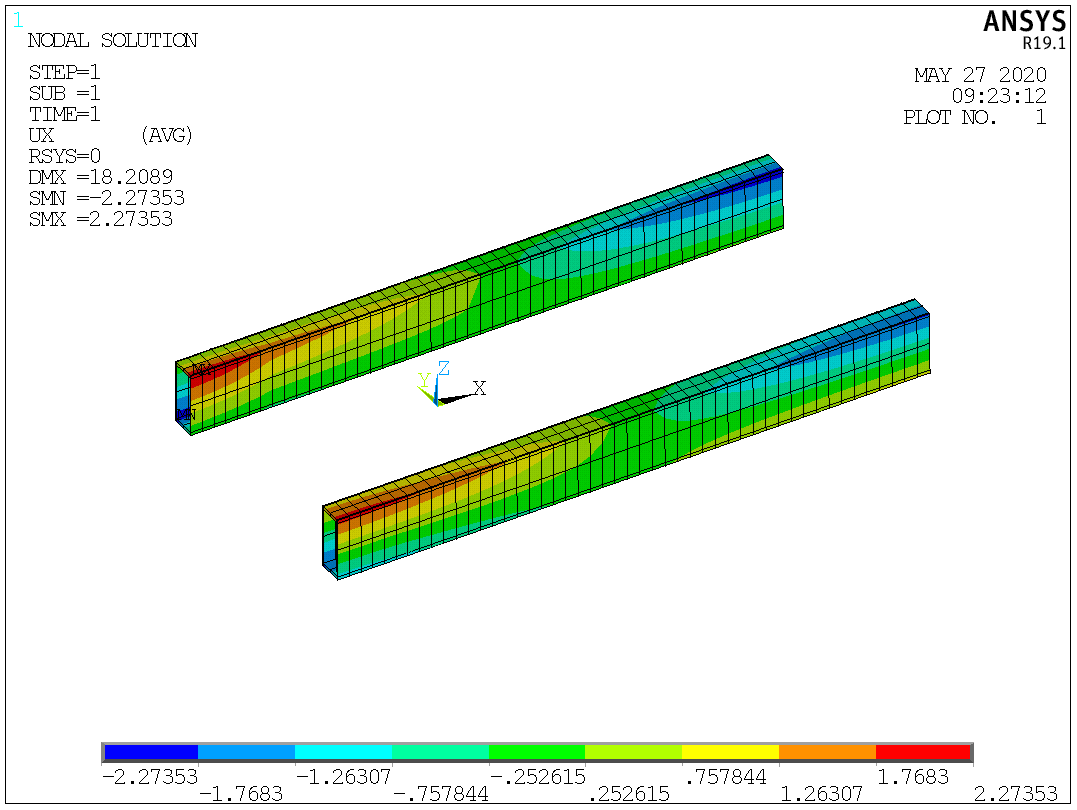 1
ANSYS
R19.1
NODAL SOLUTION
STEP=1
SUB =1
TIME=1
UX (AVG)
RSYS=0
DMX =18.2089
SMN =-2.27353
SMX =2.27353
MAY 27 2020
09:23:12
PLOT NO. 1
MX
Z
Y
X
-2.27353 -1.26307 -.252615 .757844 1.7683
-1.7683 -.757844 .252615 1.26307 2.27353